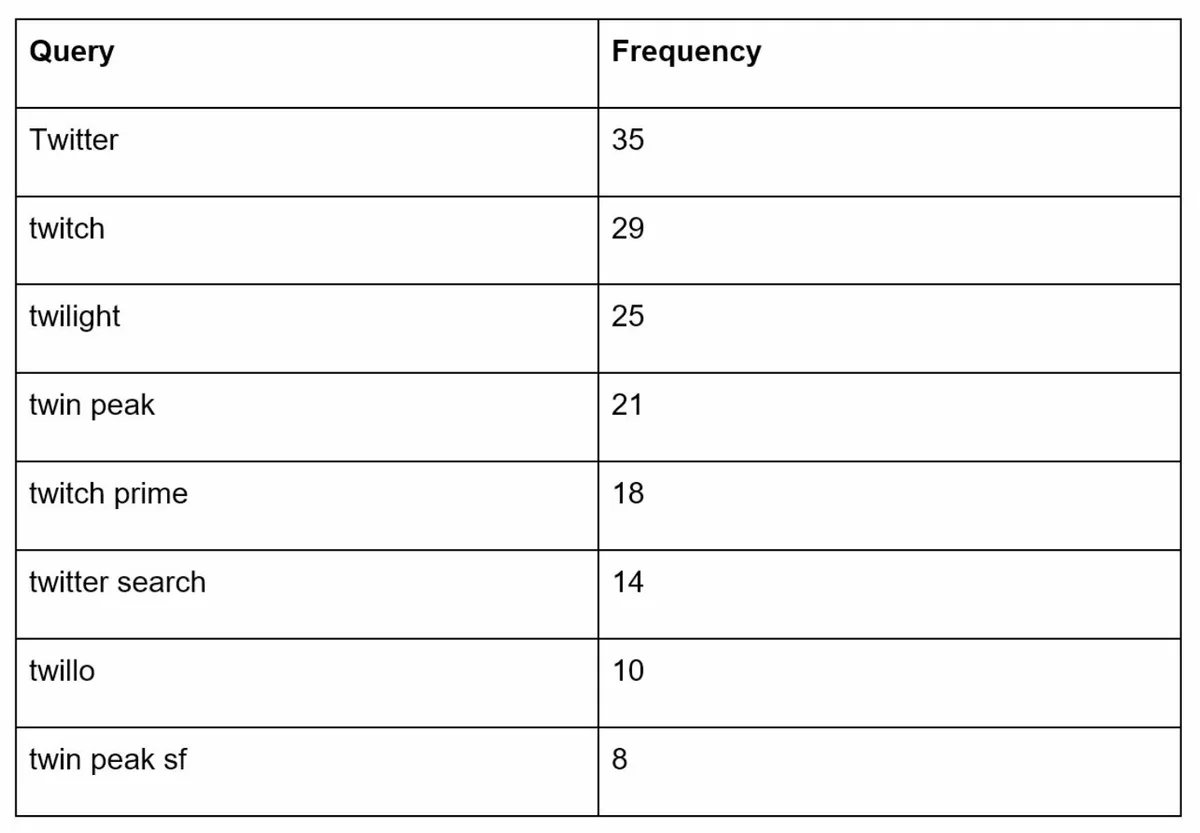 Query Frequency
Twitter 35
twitch 29
twilight 25
twin peak 21
twitch prime 18
twitter search 14
twillo 10
twin peak sf 8